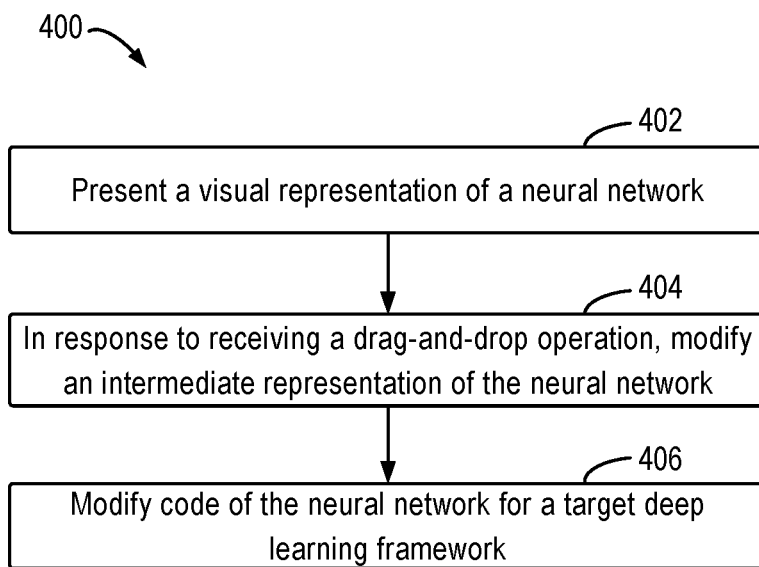 400
402
Present a visual representation of a neural network
404
In response to receiving a drag-and-drop operation, modify
an intermediate representation of the neural network
406
Modify code of the neural network for a target deep
learning framework